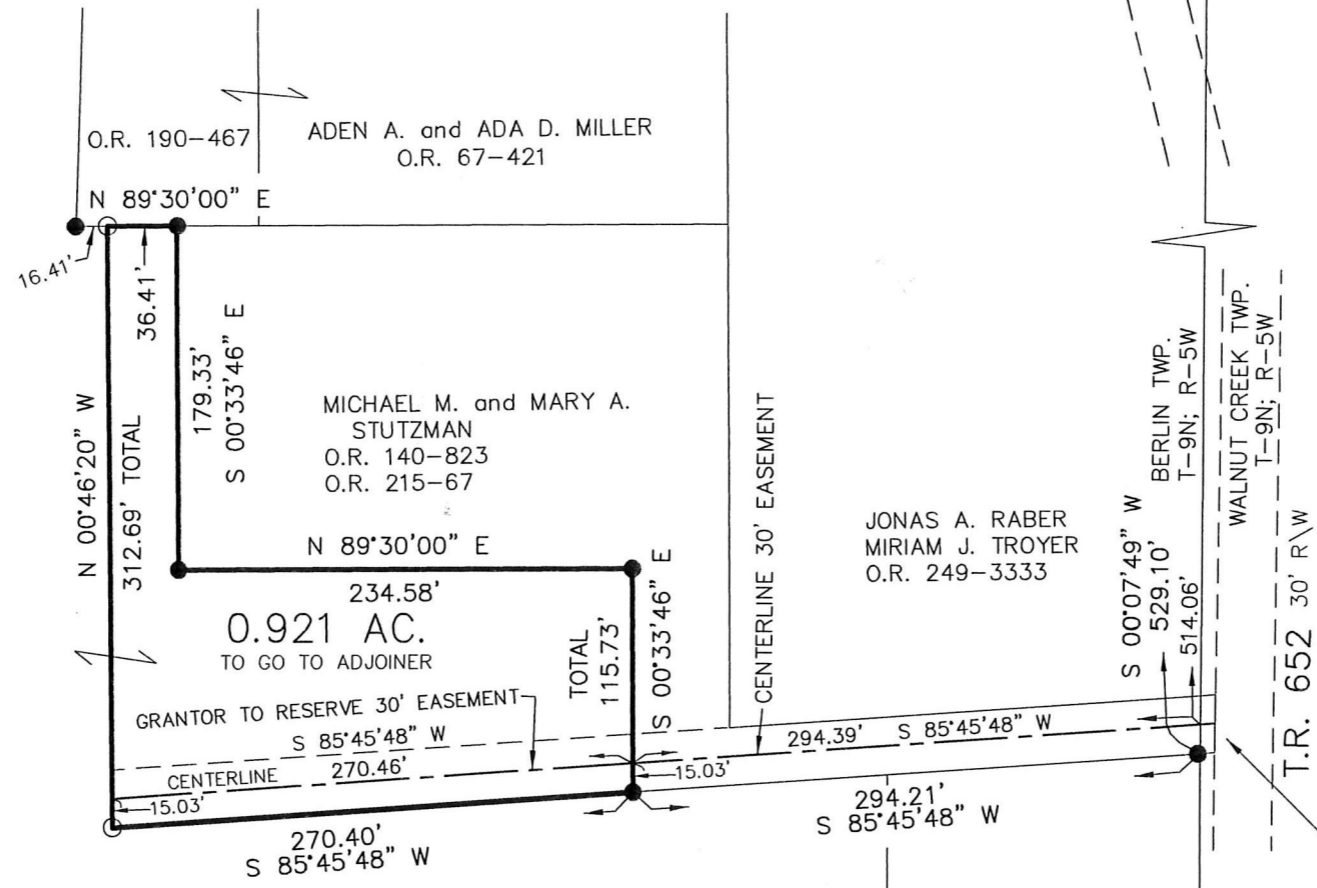 O.R. 190-467
ADEN A. and ADA D. MILLER
O.R. 67-421
N 89°30'00" E
16.41'
36.41'
179.33'
S 00°33'46" E
N 00°46'20" W
312.69' TOTAL
MICHAEL M. and MARY A.
STUTZMAN
O.R. 140-823
O.R. 215-67
N 89°30'00" E
234.58'
0.921 AC.
TO GO TO ADJOINER
TOTAL
115.73'
S 00°33'46" E
CENTERLINE 30' EASEMENT
JONAS A. RABER
MIRIAM J. TROYER
O.R. 249-3333
S 00°07'49" W
529.10'
514.06'
BERLIN TWP.
T-9N; R-5W
WALNUT CREEK TWP.
T-9N; R-5W
T.R. 652 30' R\W
GRANTOR TO RESERVE 30' EASEMENT
S 85°45'48" W
CENTERLINE 270.46'
15.03'
15.03'
294.39' S 85°45'48" W
270.40'
S 85°45'48" W
294.21'
S 85°45'48" W